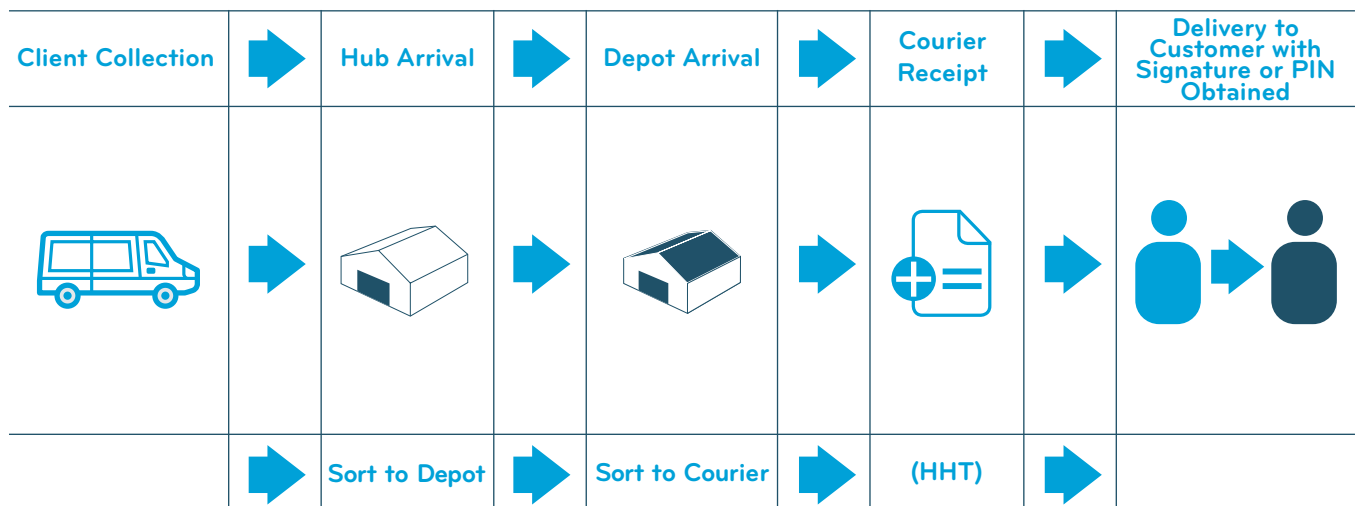 Client Collection
Hub Arrival
Depot Arrival
Courier
Receipt
Delivery to
Customer with
Signature or PIN
Obtained
Sort to Depot
Sort to Courier
(HHT)